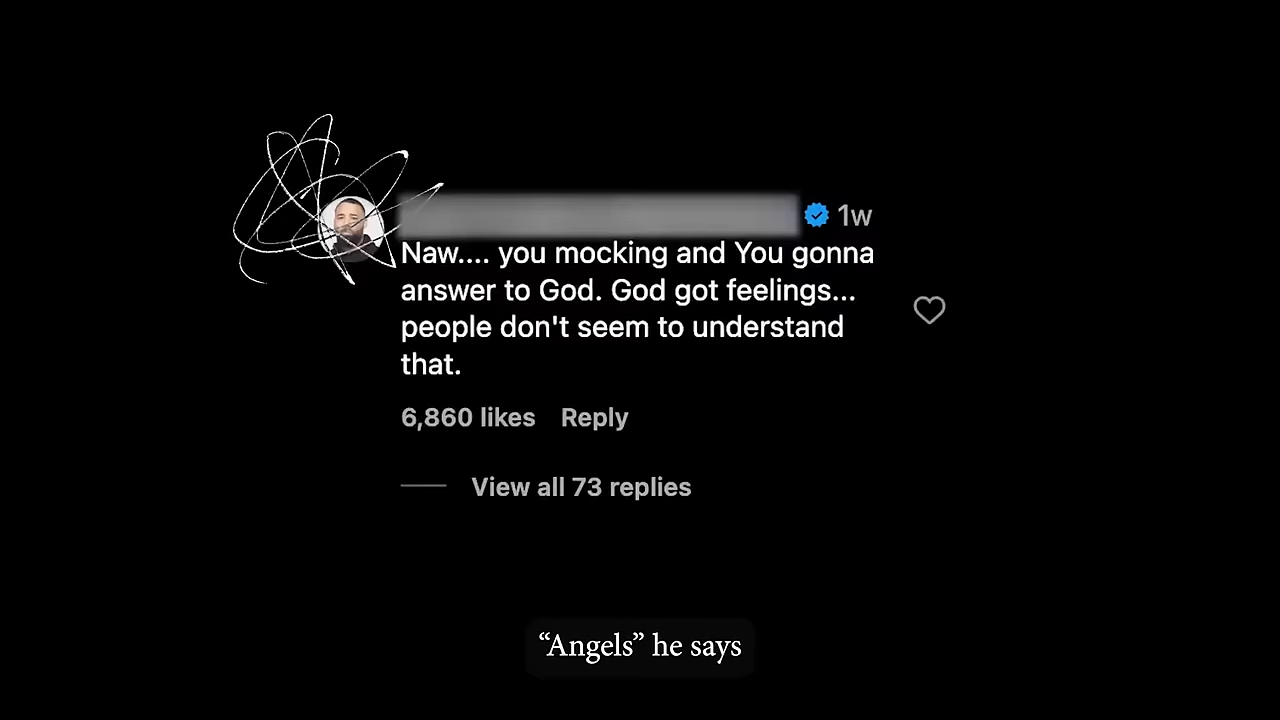 1w
Naw.... you mocking and You gonna
answer to God. God got feelings...
people don't seem to understand
that.
6,860 likes Reply
View all 73 replies
“Angels” he says